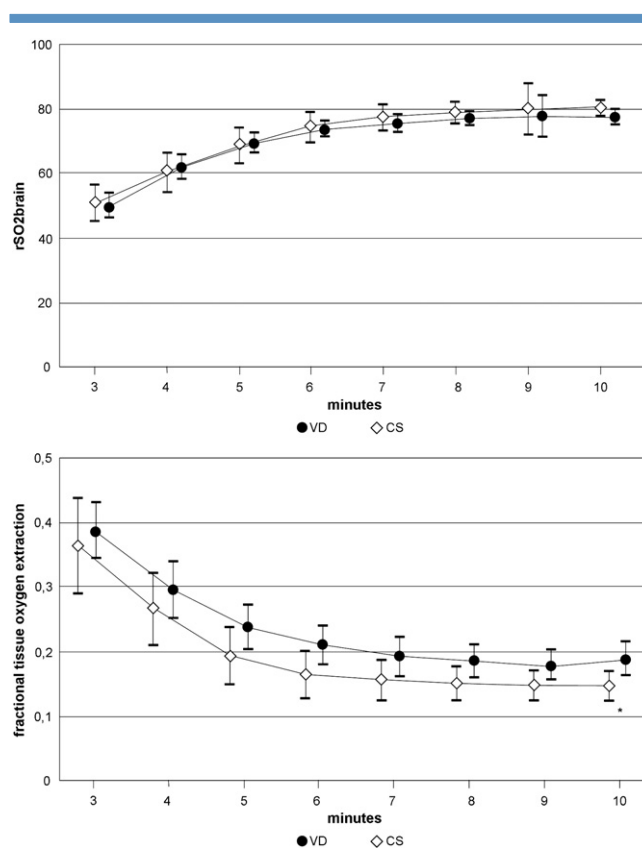 100
80
60
40
20
0
rSO2brain
3 4 5 6 7 8 9 10
minutes
VD CS
0,5
0,4
0,3
0,2
0,1
0
fractional tissue oxygen extraction
*
3 4 5 6 7 8 9 10
minutes
VD CS